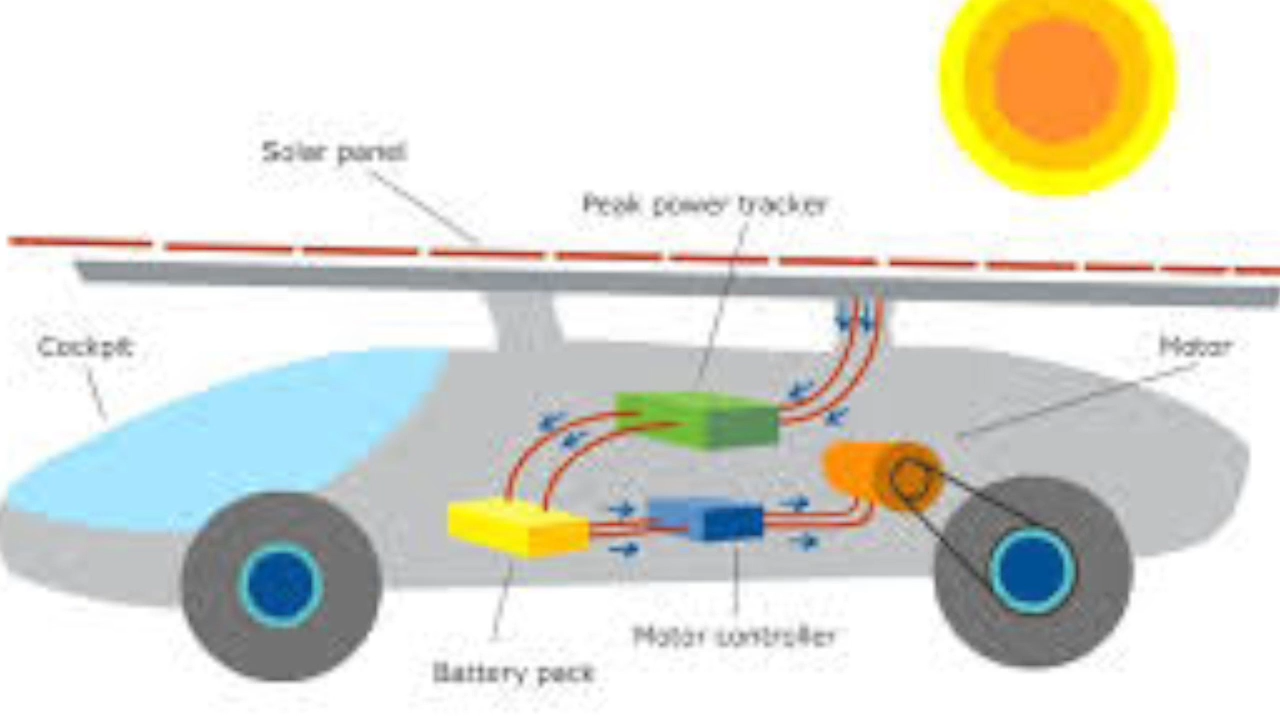 Solar panel
Peak power tracker
Cockpit
Motor
Motor controller
Battery pack